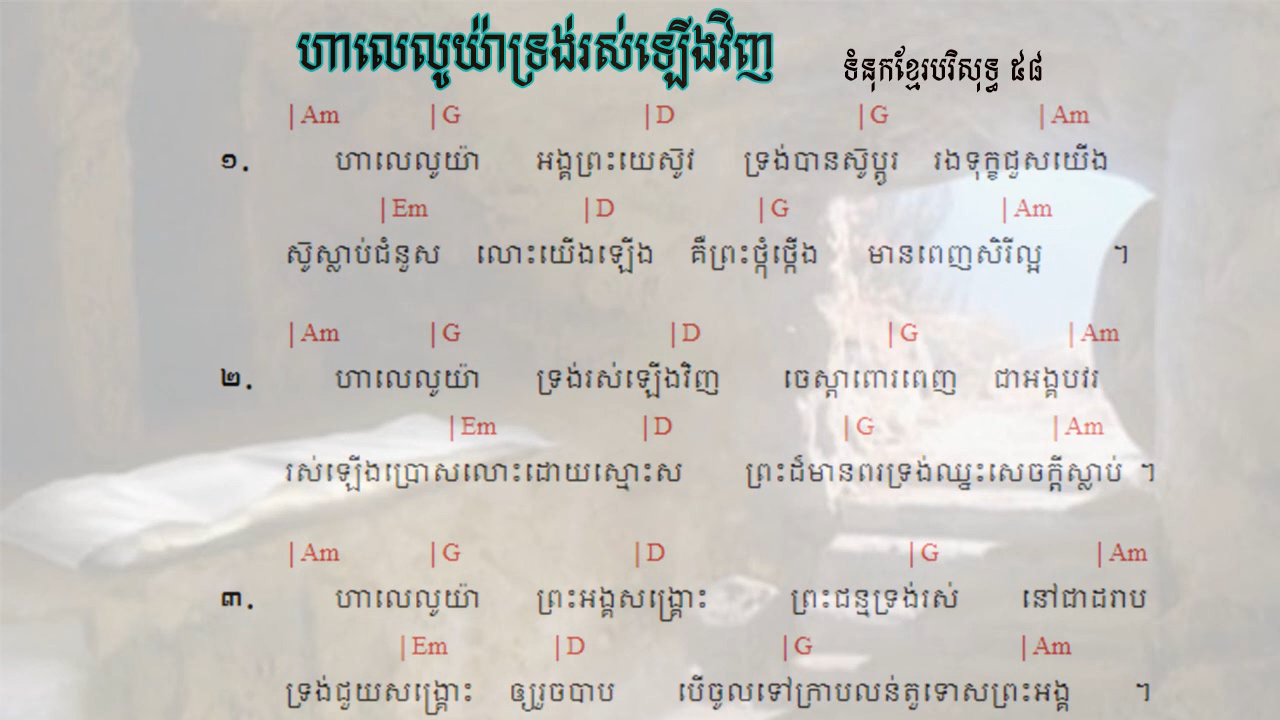 ហាលេលូយ៉ាទ្រង់រស់ឡើងវិញ
ទំនុកខ្មែរបរិសុទ្ធ ៥៨
|Am |G |D |G |Am
១. ហាលេលូយ៉ា អង្គព្រះយេស៊ូវ ទ្រង់បានស៊ូប្តូរ រងទុក្ខជួសយើង
|Em |D |G |Am
ស៊ូស្លាប់ជំនួស លោះយើងឡើង គឺព្រះថ្កុំថ្កើង មានពេញសិរីល្អ ។
|Am |G |D |G |Am
២. ហាលេលូយ៉ា ទ្រង់រស់ឡើងវិញ ចេស្តាពោរពេញ ជាអង្គបវរ
|Em |D |G |Am
រស់ឡើងប្រោសលោះដោយស្មោះស ព្រះដ៏មានពរទ្រង់ឈ្នះសេចក្តីស្លាប់ ។
|Am |G |D |G |Am
៣. ហាលេលូយ៉ា ព្រះអង្គសង្គ្រោះ ព្រះជន្មទ្រង់រស់ នៅជាដរាប
|Em |D |G |Am
ទ្រង់ជួយសង្គ្រោះ ឲ្យរួចបាប បើចូលទៅក្រាបលន់តួទោសព្រះអង្គ ។